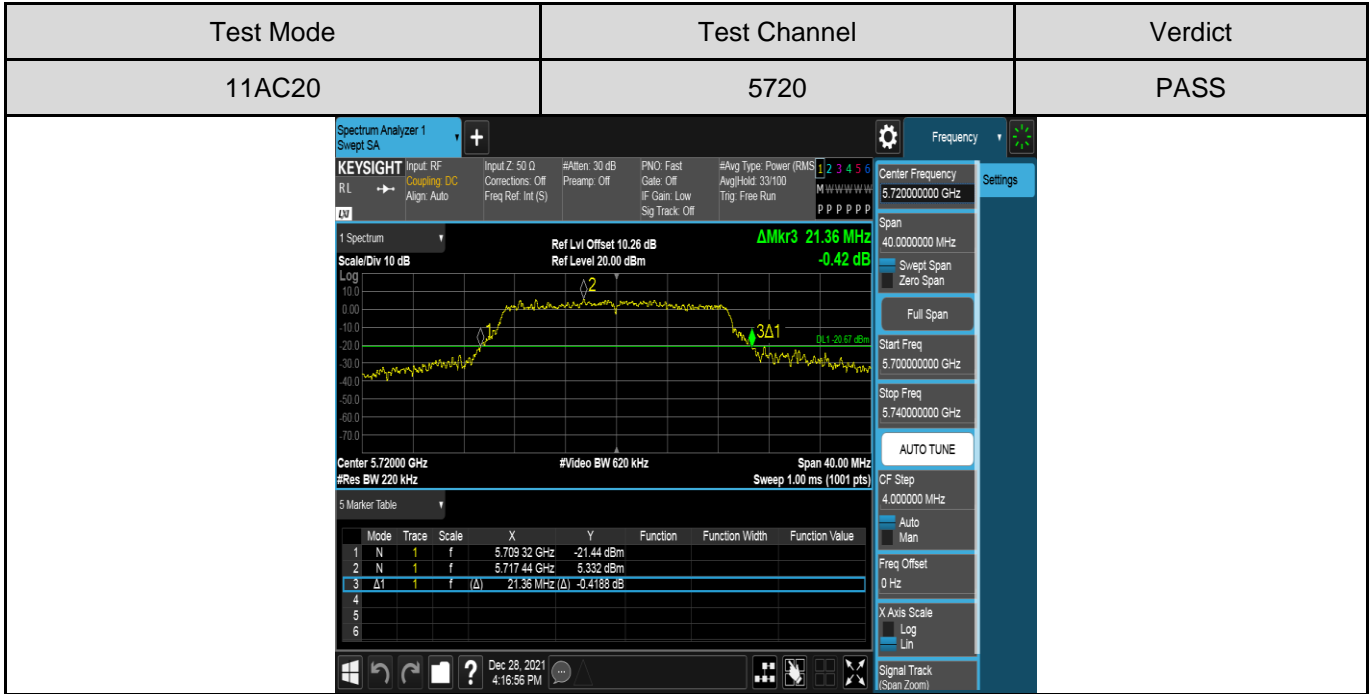 Test Mode Test Channel Verdict
11AC20 5720 PASS
Spectrum Analyzer 1
Swept SA
+
Frequency
KEYSIGHT Input: RF Input Z: 50 Ω #Atten: 30 dB PNO: Fast #Avg Type: Power (RMS 1 2 3 4 5 6
RL Coupling: DC Corrections: Off Preamp: Off Gate: Off Avg|Hold: 33/100 M W W W W W
Align: Auto Freq Ref: Int (S) IF Gain: Low Trig: Free Run
Sig Track: Off P P P P P P
LXI
1 Spectrum
Ref Lvl Offset 10.26 dB ΔMkr3 21.36 MHz
Scale/Div 10 dB Ref Level 20.00 dBm -0.42 dB
Log
10.0
0.00
-10.0
-20.0
-30.0
-40.0
-50.0
-60.0
-70.0
2
1
3Δ1
DL1 -20.67 dBm
Center 5.72000 GHz #Video BW 620 kHz Span 40.00 MHz
#Res BW 220 kHz Sweep 1.00 ms (1001 pts)
5 Marker Table
Mode Trace Scale X Y Function Function Width Function Value
1 N 1 f 5.709 32 GHz -21.44 dBm
2 N 1 f 5.717 44 GHz 5.332 dBm
3 Δ1 1 f (Δ) 21.36 MHz (Δ) -0.4188 dB
4
5
6
?
Dec 28, 2021
4:16:56 PM
Center Frequency
5.720000000 GHz
Settings
Span
40.0000000 MHz
Swept Span
Zero Span
Full Span
Start Freq
5.700000000 GHz
Stop Freq
5.740000000 GHz
AUTO TUNE
CF Step
4.000000 MHz
Auto
Man
Freq Offset
0 Hz
X Axis Scale
Log
Lin
Signal Track
(Span Zoom)